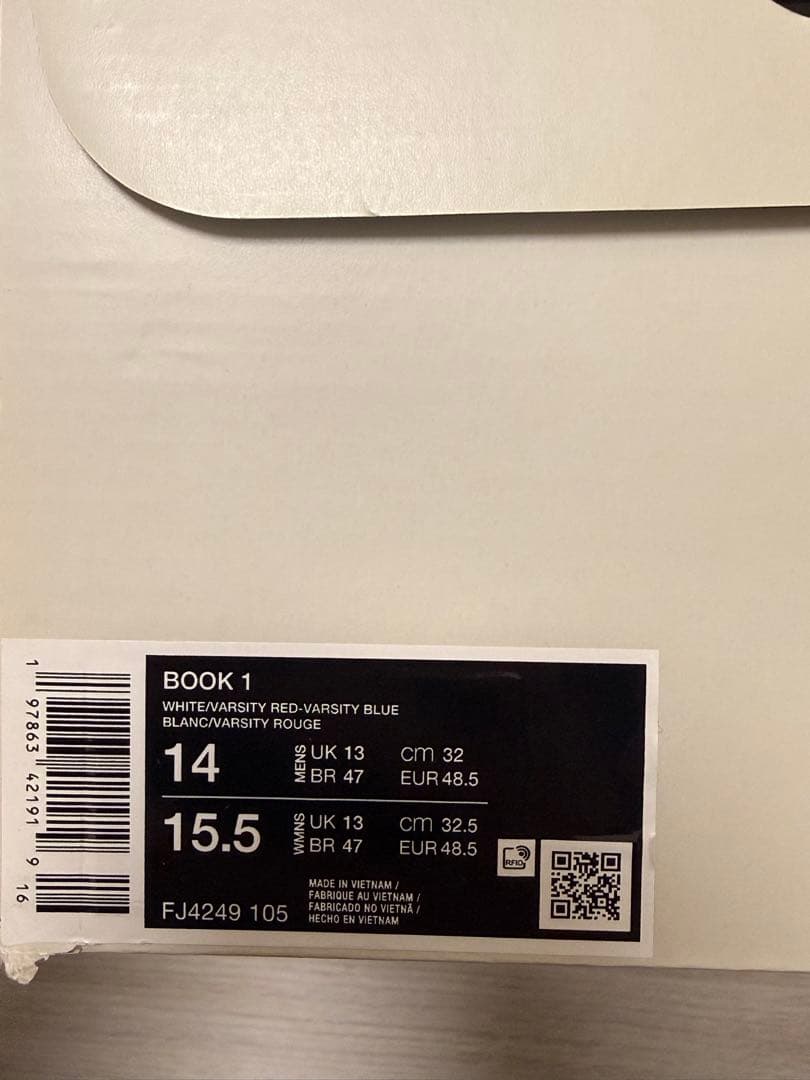 BOOK 1
WHITE/VARSITY RED-VARSITY BLUE
BLANC/VARSITY ROUGE
14 MENS UK 13 cm 32
BR 47 EUR 48.5
15.5 WMNS UK 13 cm 32.5
BR 47 EUR 48.5
RFID
FJ4249 105
MADE IN VIETNAM /
FABRIQUE AU VIETNAM /
FABRICADO NO VIETNÃ /
HECHO EN VIETNAM
1 97863 42191 9 16